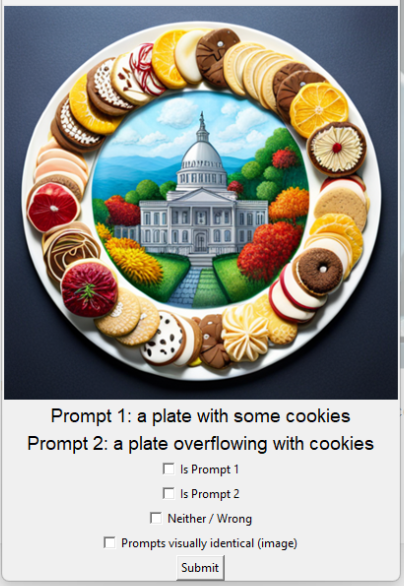 Prompt 1: a plate with some cookies
Prompt 2: a plate overflowing with cookies
Is Prompt 1
Is Prompt 2
Neither / Wrong
Prompts visually identical (image)
Submit